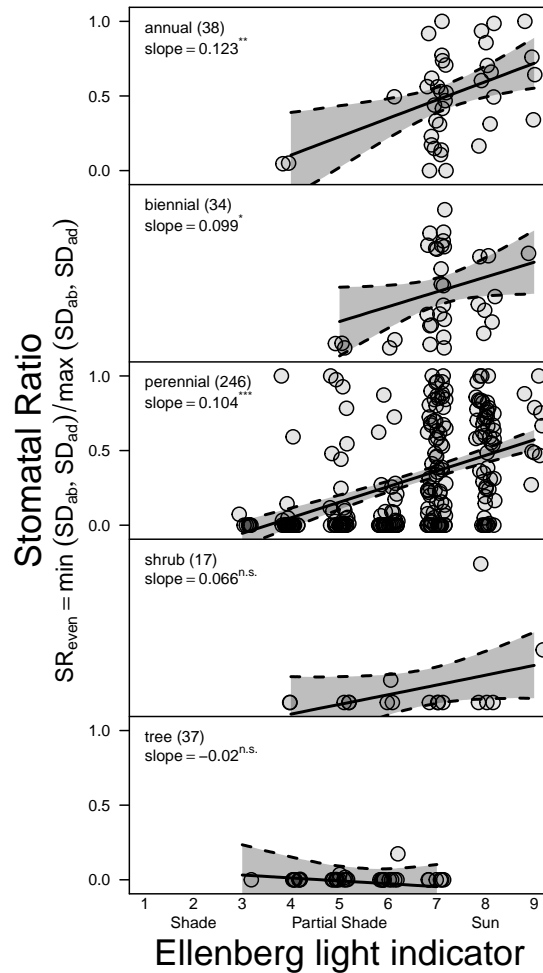 annual (38)
slope = 0.123**
1.0
0.5
0.0
biennial (34)
slope = 0.099*
perennial (246)
slope = 0.104***
1.0
0.5
0.0
shrub (17)
slope = 0.066n.s.
tree (37)
slope = −0.02n.s.
1.0
0.5
0.0
Stomatal Ratio
SReven = min (SDab, SDad)/max (SDab, SDad)
1 2 3 4 5 6 7 8 9
Shade Partial Shade Sun
Ellenberg light indicator